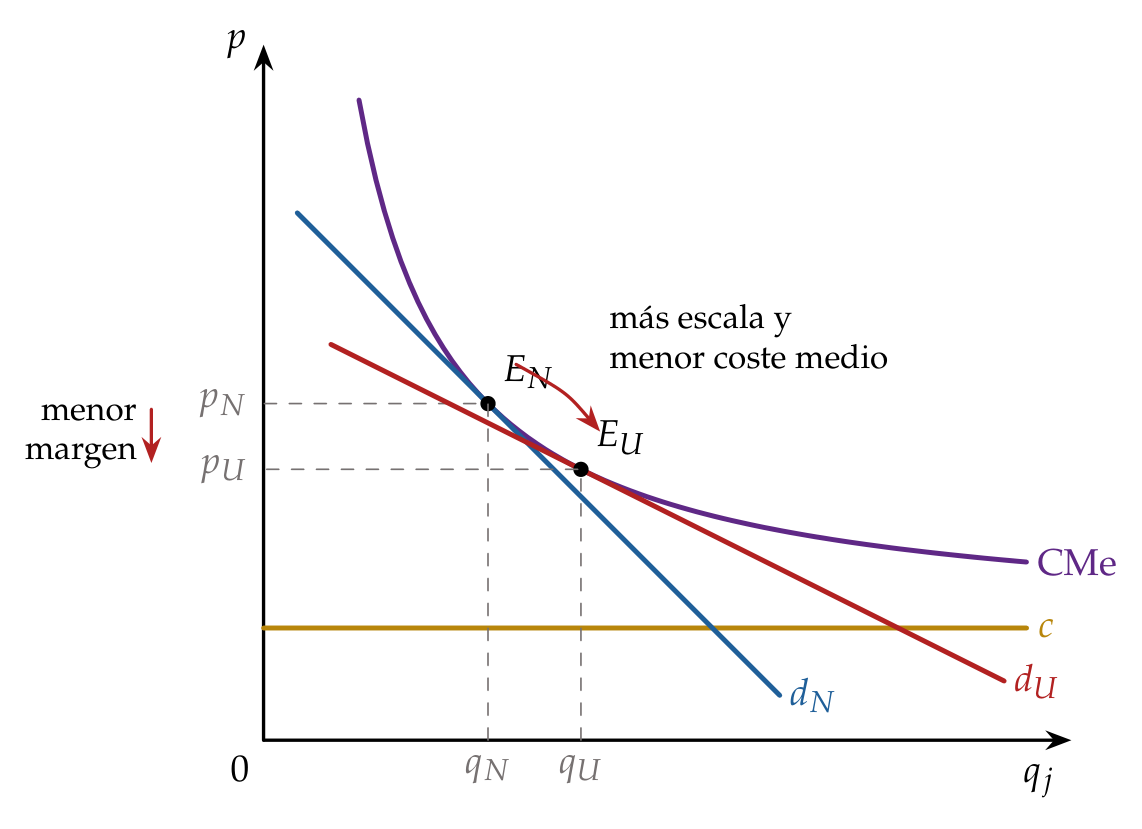 p
más escala y
menor coste medio
E_N
p_N
menor
margen
E_U
p_U
CMe
c
d_U
d_N
0
q_N
q_U
q_j